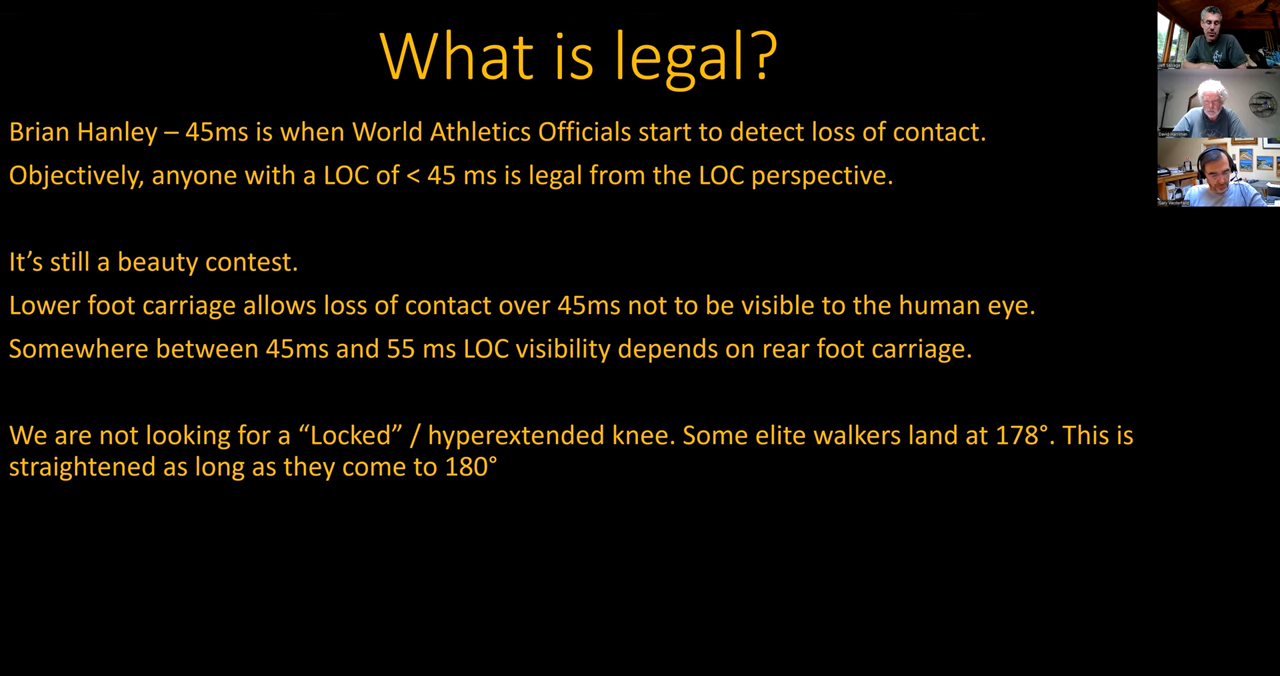 What is legal?
Brian Hanley – 45ms is when World Athletics Officials start to detect loss of contact.
Objectively, anyone with a LOC of < 45 ms is legal from the LOC perspective.
It’s still a beauty contest.
Lower foot carriage allows loss of contact over 45ms not to be visible to the human eye.
Somewhere between 45ms and 55 ms LOC visibility depends on rear foot carriage.
We are not looking for a “Locked” / hyperextended knee. Some elite walkers land at 178°. This is
straightened as long as they come to 180°